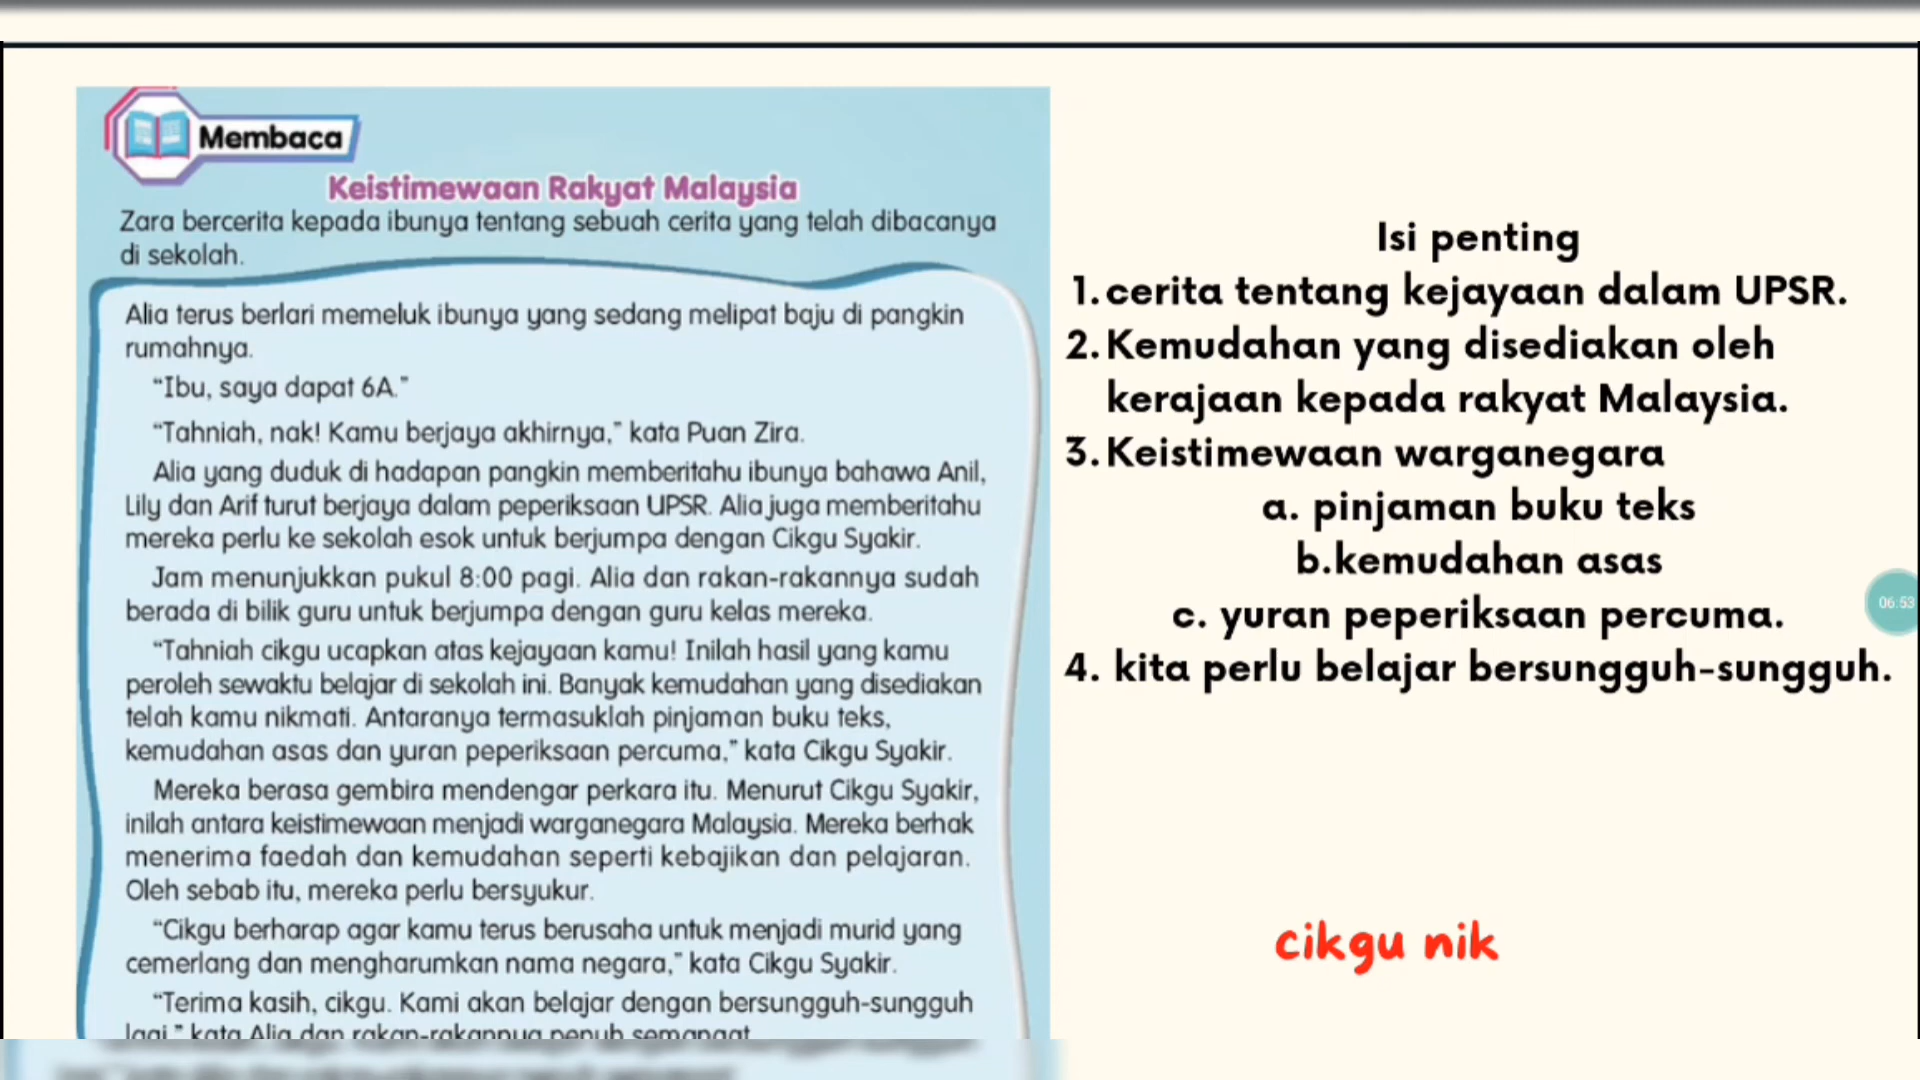 Membaca
Keistimewaan Rakyat Malaysia
Zara bercerita kepada ibunya tentang sebuah cerita yang telah dibacanya
di sekolah.
Alia terus berlari memeluk ibunya yang sedang melipat baju di pangkin
rumahnya.
“Ibu, saya dapat 6A.”
“Tahniah, nak! Kamu berjaya akhirnya,” kata Puan Zira.
Alia yang duduk di hadapan pangkin memberitahu ibunya bahawa Anil,
Lily dan Arif turut berjaya dalam peperiksaan UPSR. Alia juga memberitahu
mereka perlu ke sekolah esok untuk berjumpa dengan Cikgu Syakir.
Jam menunjukkan pukul 8:00 pagi. Alia dan rakan-rakannya sudah
berada di bilik guru untuk berjumpa dengan guru kelas mereka.
“Tahniah cikgu ucapkan atas kejayaan kamu! Inilah hasil yang kamu
peroleh sewaktu belajar di sekolah ini. Banyak kemudahan yang disediakan
telah kamu nikmati. Antaranya termasuklah pinjaman buku teks,
kemudahan asas dan yuran peperiksaan percuma,” kata Cikgu Syakir.
Mereka berasa gembira mendengar perkara itu. Menurut Cikgu Syakir,
inilah antara keistimewaan menjadi warganegara Malaysia. Mereka berhak
menerima faedah dan kemudahan seperti kebajikan dan pelajaran.
Oleh sebab itu, mereka perlu bersyukur.
“Cikgu berharap agar kamu terus berusaha untuk menjadi murid yang
cemerlang dan mengharumkan nama negara,” kata Cikgu Syakir.
“Terima kasih, cikgu. Kami akan belajar dengan bersungguh-sungguh
lagi,” kata Alia dan rakan-rakannya penuh semangat.
Isi penting
1. cerita tentang kejayaan dalam UPSR.
2. Kemudahan yang disediakan oleh
kerajaan kepada rakyat Malaysia.
3. Keistimewaan warganegara
a. pinjaman buku teks
b.kemudahan asas
c. yuran peperiksaan percuma.
4. kita perlu belajar bersungguh-sungguh.
06:53
cikgu nik